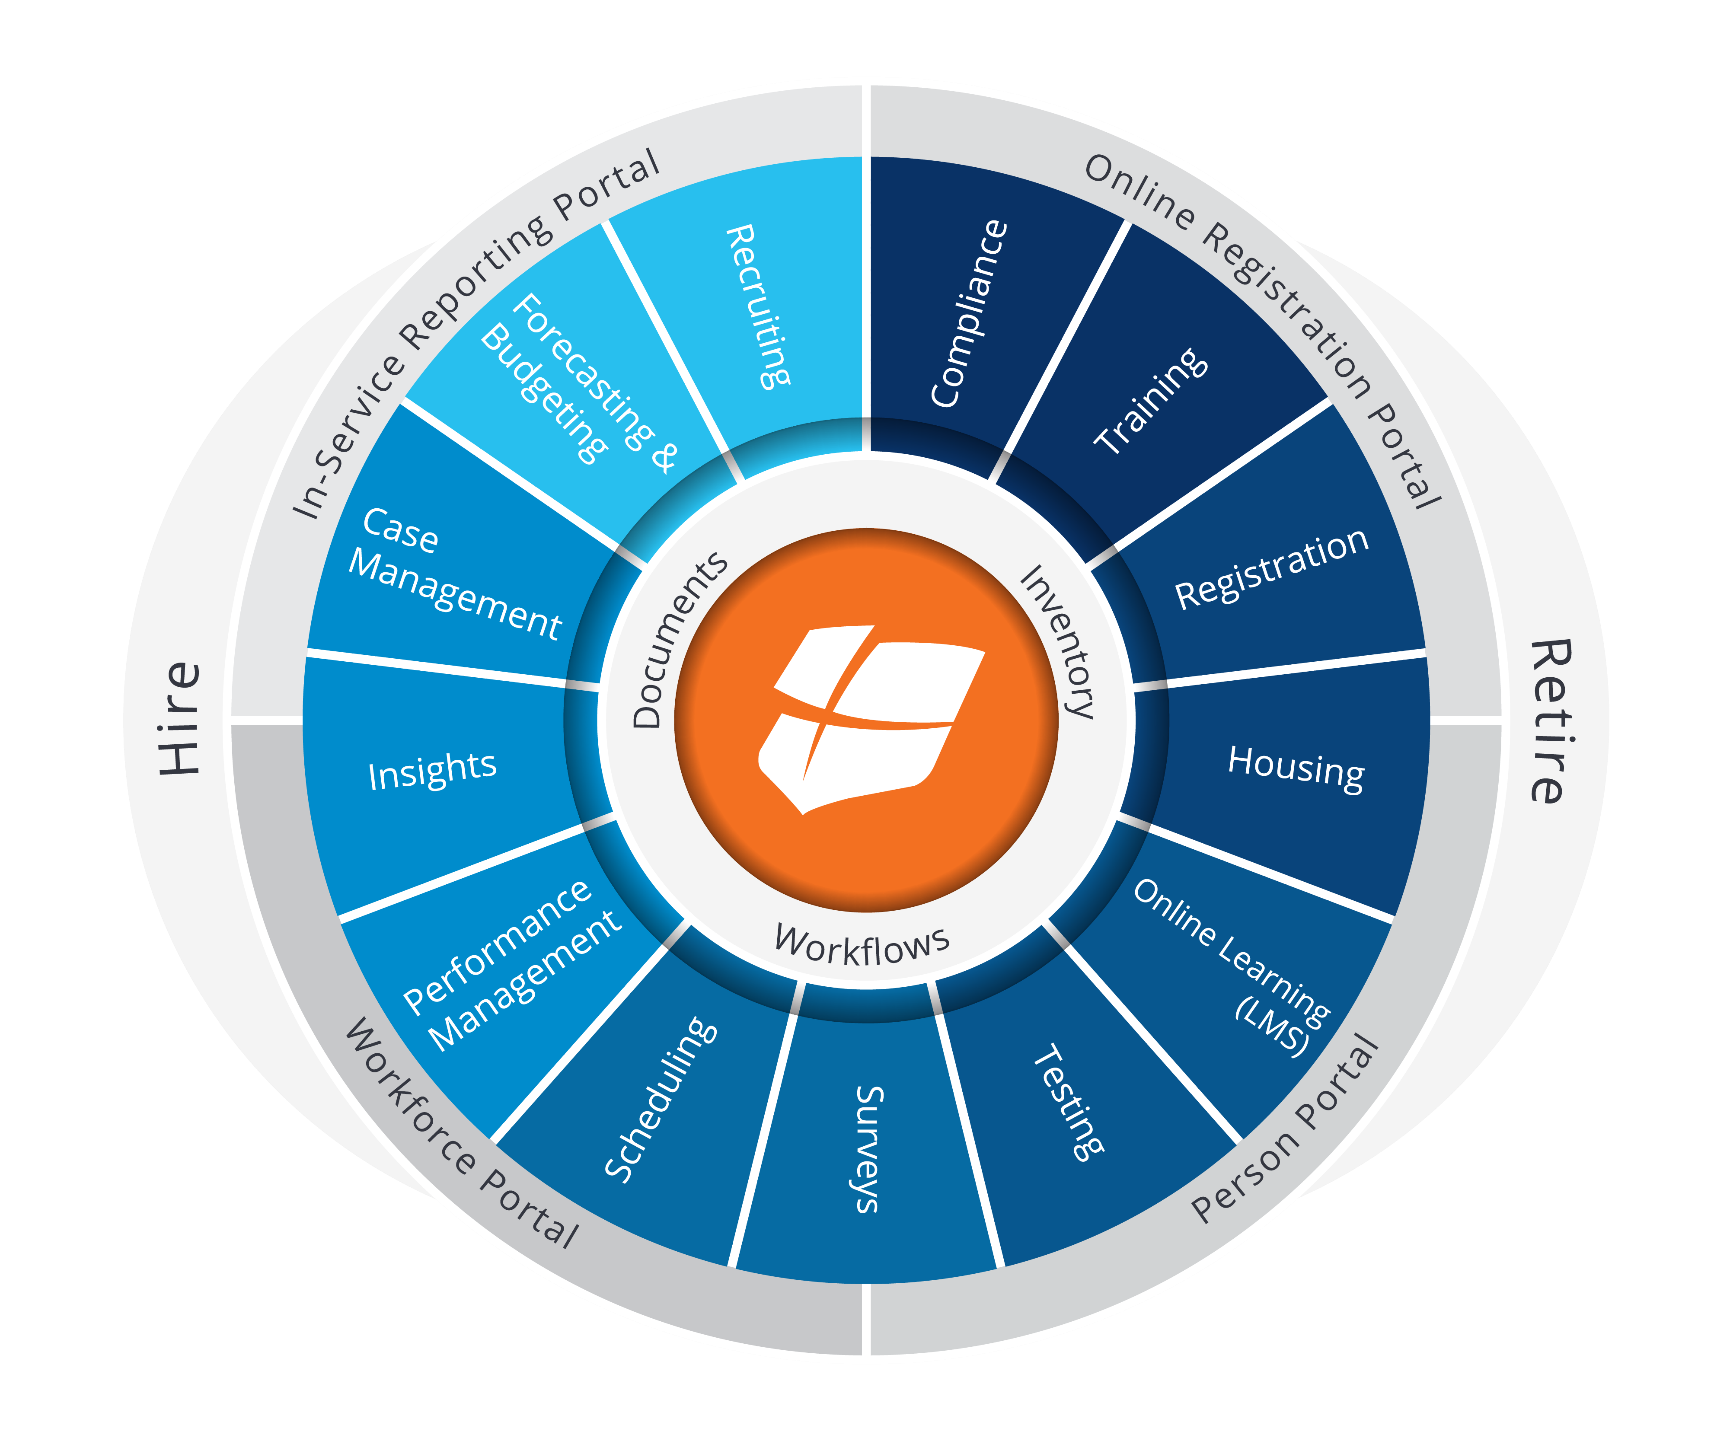 Hire
Retire
In-Service Reporting Portal
Online Registration Portal
Person Portal
Workforce Portal
Recruiting
Compliance
Training
Registration
Housing
Online Learning
(LMS)
Testing
Surveys
Scheduling
Performance
Management
Insights
Case
Management
Forecasting &
Budgeting
Documents
Inventory
Workflows